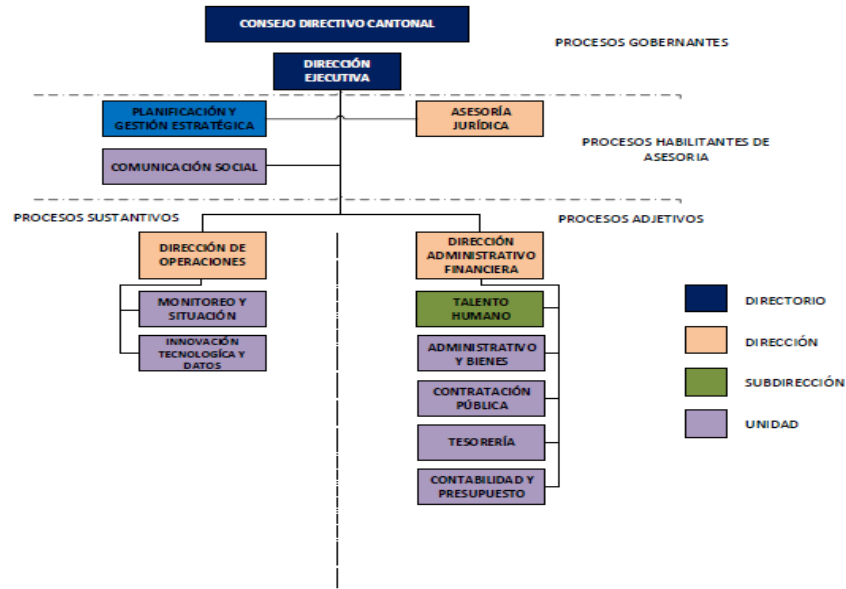 CONSEJO DIRECTIVO CANTONAL
PROCESOS GOBERNANTES
DIRECCIÓN
EJECUTIVA
PLANIFICACIÓN Y
GESTIÓN ESTRATÉGICA
ASESORÍA
JURÍDICA
PROCESOS HABILITANTES DE
ASESORIA
COMUNICACIÓN SOCIAL
PROCESOS SUSTANTIVOS
PROCESOS ADJETIVOS
DIRECCIÓN DE
OPERACIONES
MONITOREO Y
SITUACIÓN
INNOVACIÓN
TECNOLOGÍCA Y
DATOS
DIRECCIÓN
ADMINISTRATIVO
FINANCIERA
TALENTO
HUMANO
ADMINISTRATIVO
Y BIENES
CONTRATACIÓN
PÚBLICA
TESORERÍA
CONTABILIDAD Y
PRESUPUESTO
DIRECTORIO
DIRECCIÓN
SUBDIRECCIÓN
UNIDAD